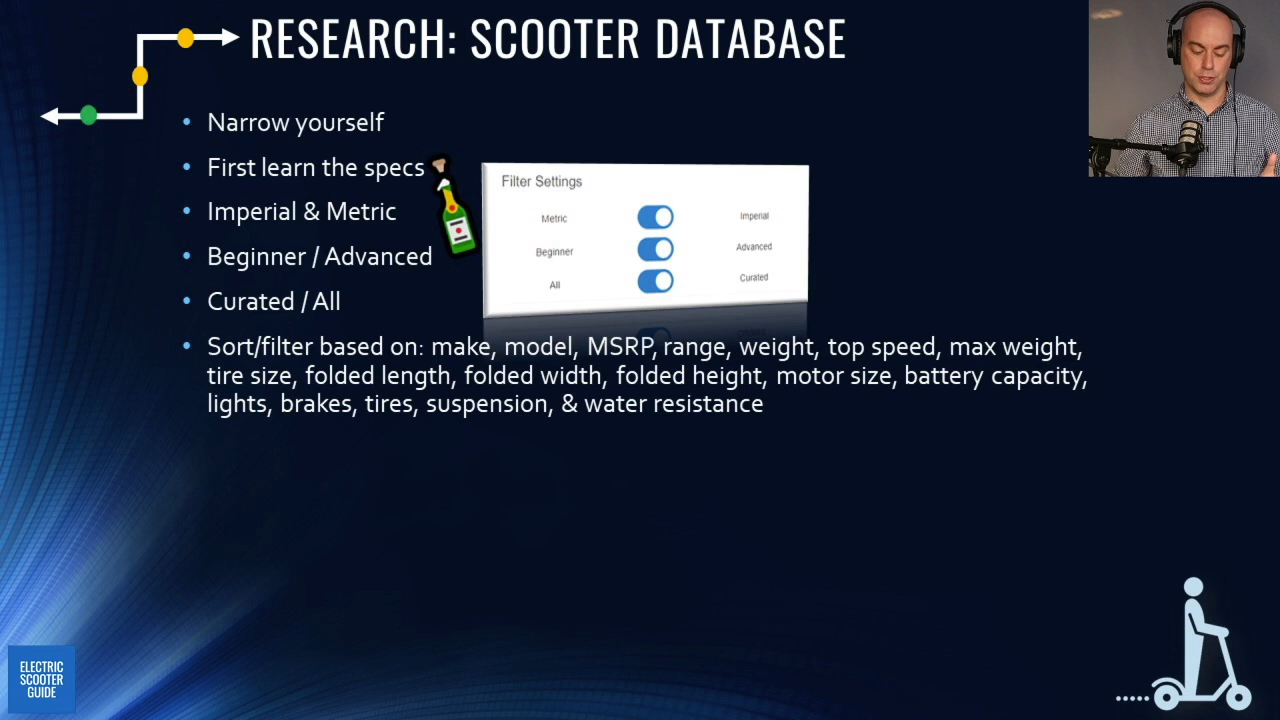 RESEARCH: SCOOTER DATABASE
Narrow yourself
First learn the specs
Imperial & Metric
Beginner / Advanced
Curated / All
Filter Settings
Metric Imperial
Beginner Advanced
All Curated
Sort/filter based on: make, model, MSRP, range, weight, top speed, max weight,
tire size, folded length, folded width, folded height, motor size, battery capacity,
lights, brakes, tires, suspension, & water resistance
ELECTRIC
SCOOTER
GUIDE